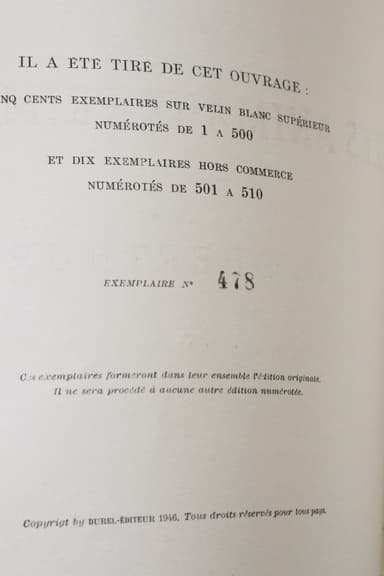 IL A ÉTÉ TIRÉ DE CET OUVRAGE :
NQ CENTS EXEMPLAIRES SUR VELIN BLANC SUPÉRIEUR
NUMÉROTÉS DE 1 A 500
ET DIX EXEMPLAIRES HORS COMMERCE
NUMÉROTÉS DE 501 A 510
EXEMPLAIRE N° 478
Ces exemplaires formeront dans leur ensemble l'édition originale.
Il ne sera procédé à aucune autre édition numérotée.
Copyrigt by DUREL-ÉDITEUR 1946. Tous droits réservés pour tous pays.